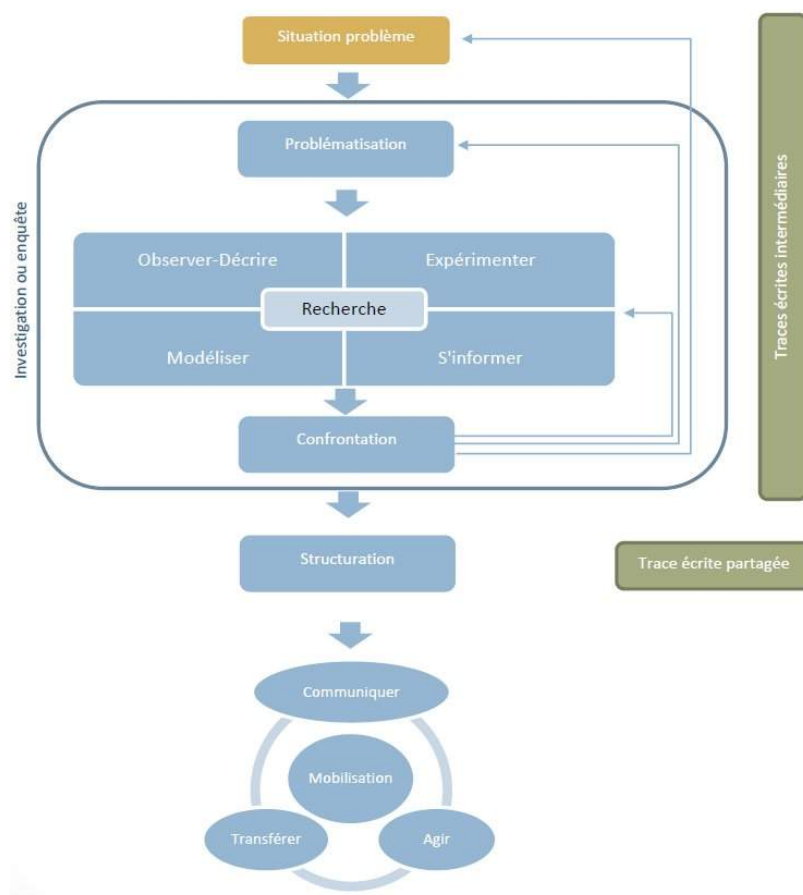 Situation problème
Problématisation
Investigation ou enquête
Observer-Décrire
Expérimenter
Recherche
Modéliser
S'informer
Confrontation
Traces écrites intermédiaires
Structuration
Trace écrite partagée
Communiquer
Mobilisation
Transférer
Agir